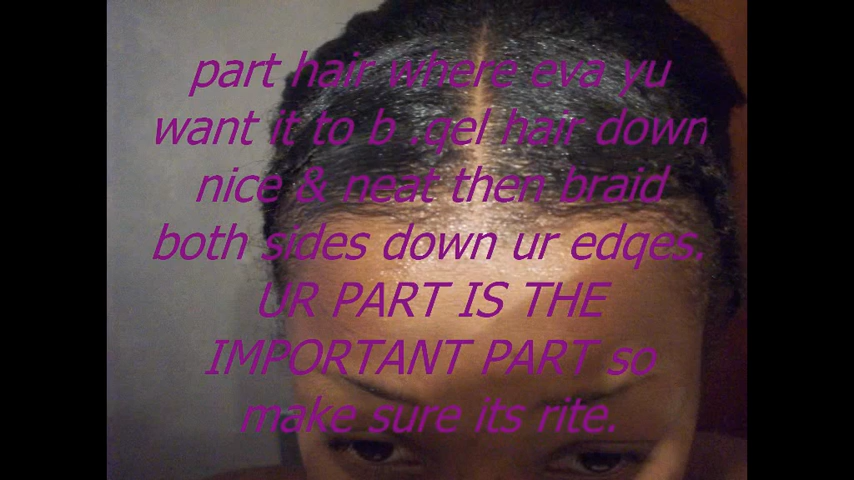 part hair where eva yu
want it to b .gel hair down
nice & neat then braid
both sides down ur edges.
UR PART IS THE
IMPORTANT PART so
make sure its rite.